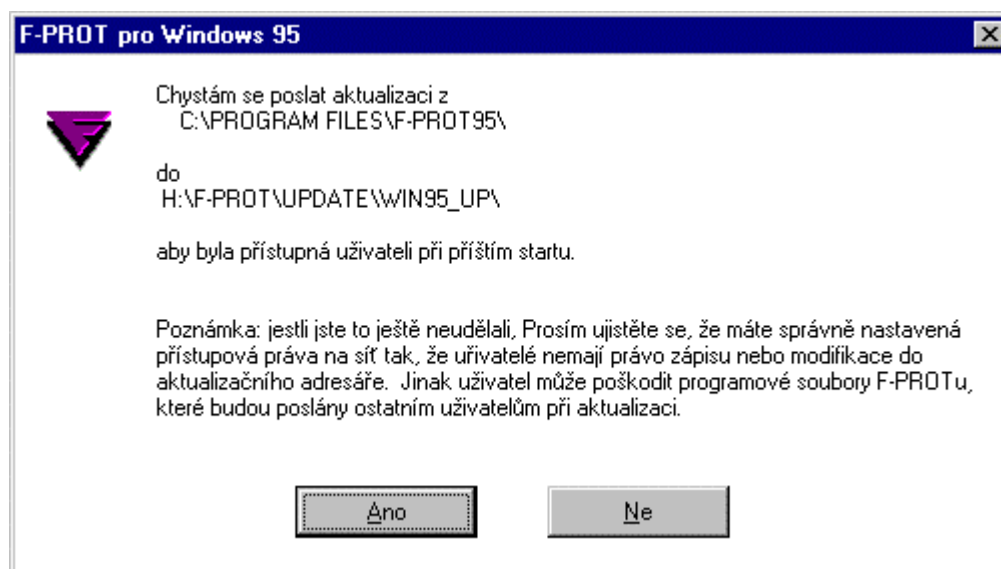 F-PROT pro Windows 95
Chystám se poslat aktualizaci z
C:\PROGRAM FILES\F-PROT95\
do
H:\F-PROT\UPDATE\WIN95_UP\
aby byla přístupná uživateli při příštím startu.
Poznámka: jestli jste to ještě neudělali, Prosím ujistěte se, že máte správně nastavená
přístupová práva na síť tak, že uřivatelé nemají právo zápisu nebo modifikace do
aktualizačního adresáře. Jinak uživatel může poškodit programové soubory F-PROTu,
které budou poslány ostatním uživatelům při aktualizaci.
Ano
Ne